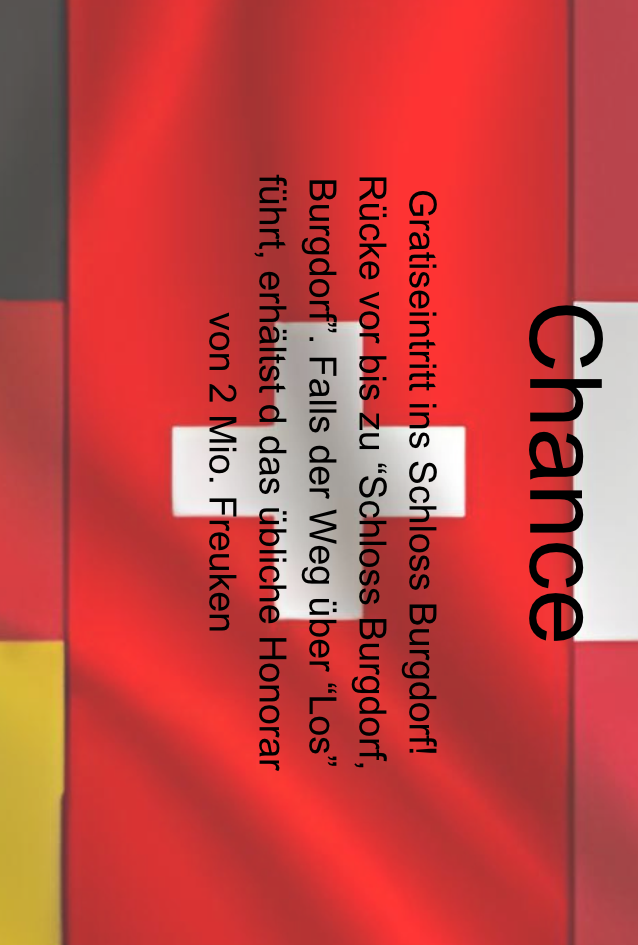 Chance
Gratiseintritt ins Schloss Burgdorf!
Rücke vor bis zu “Schloss Burgdorf,
Burgdorf”. Falls der Weg über “Los”
führt, erhältst d das übliche Honorar
von 2 Mio. Freuken